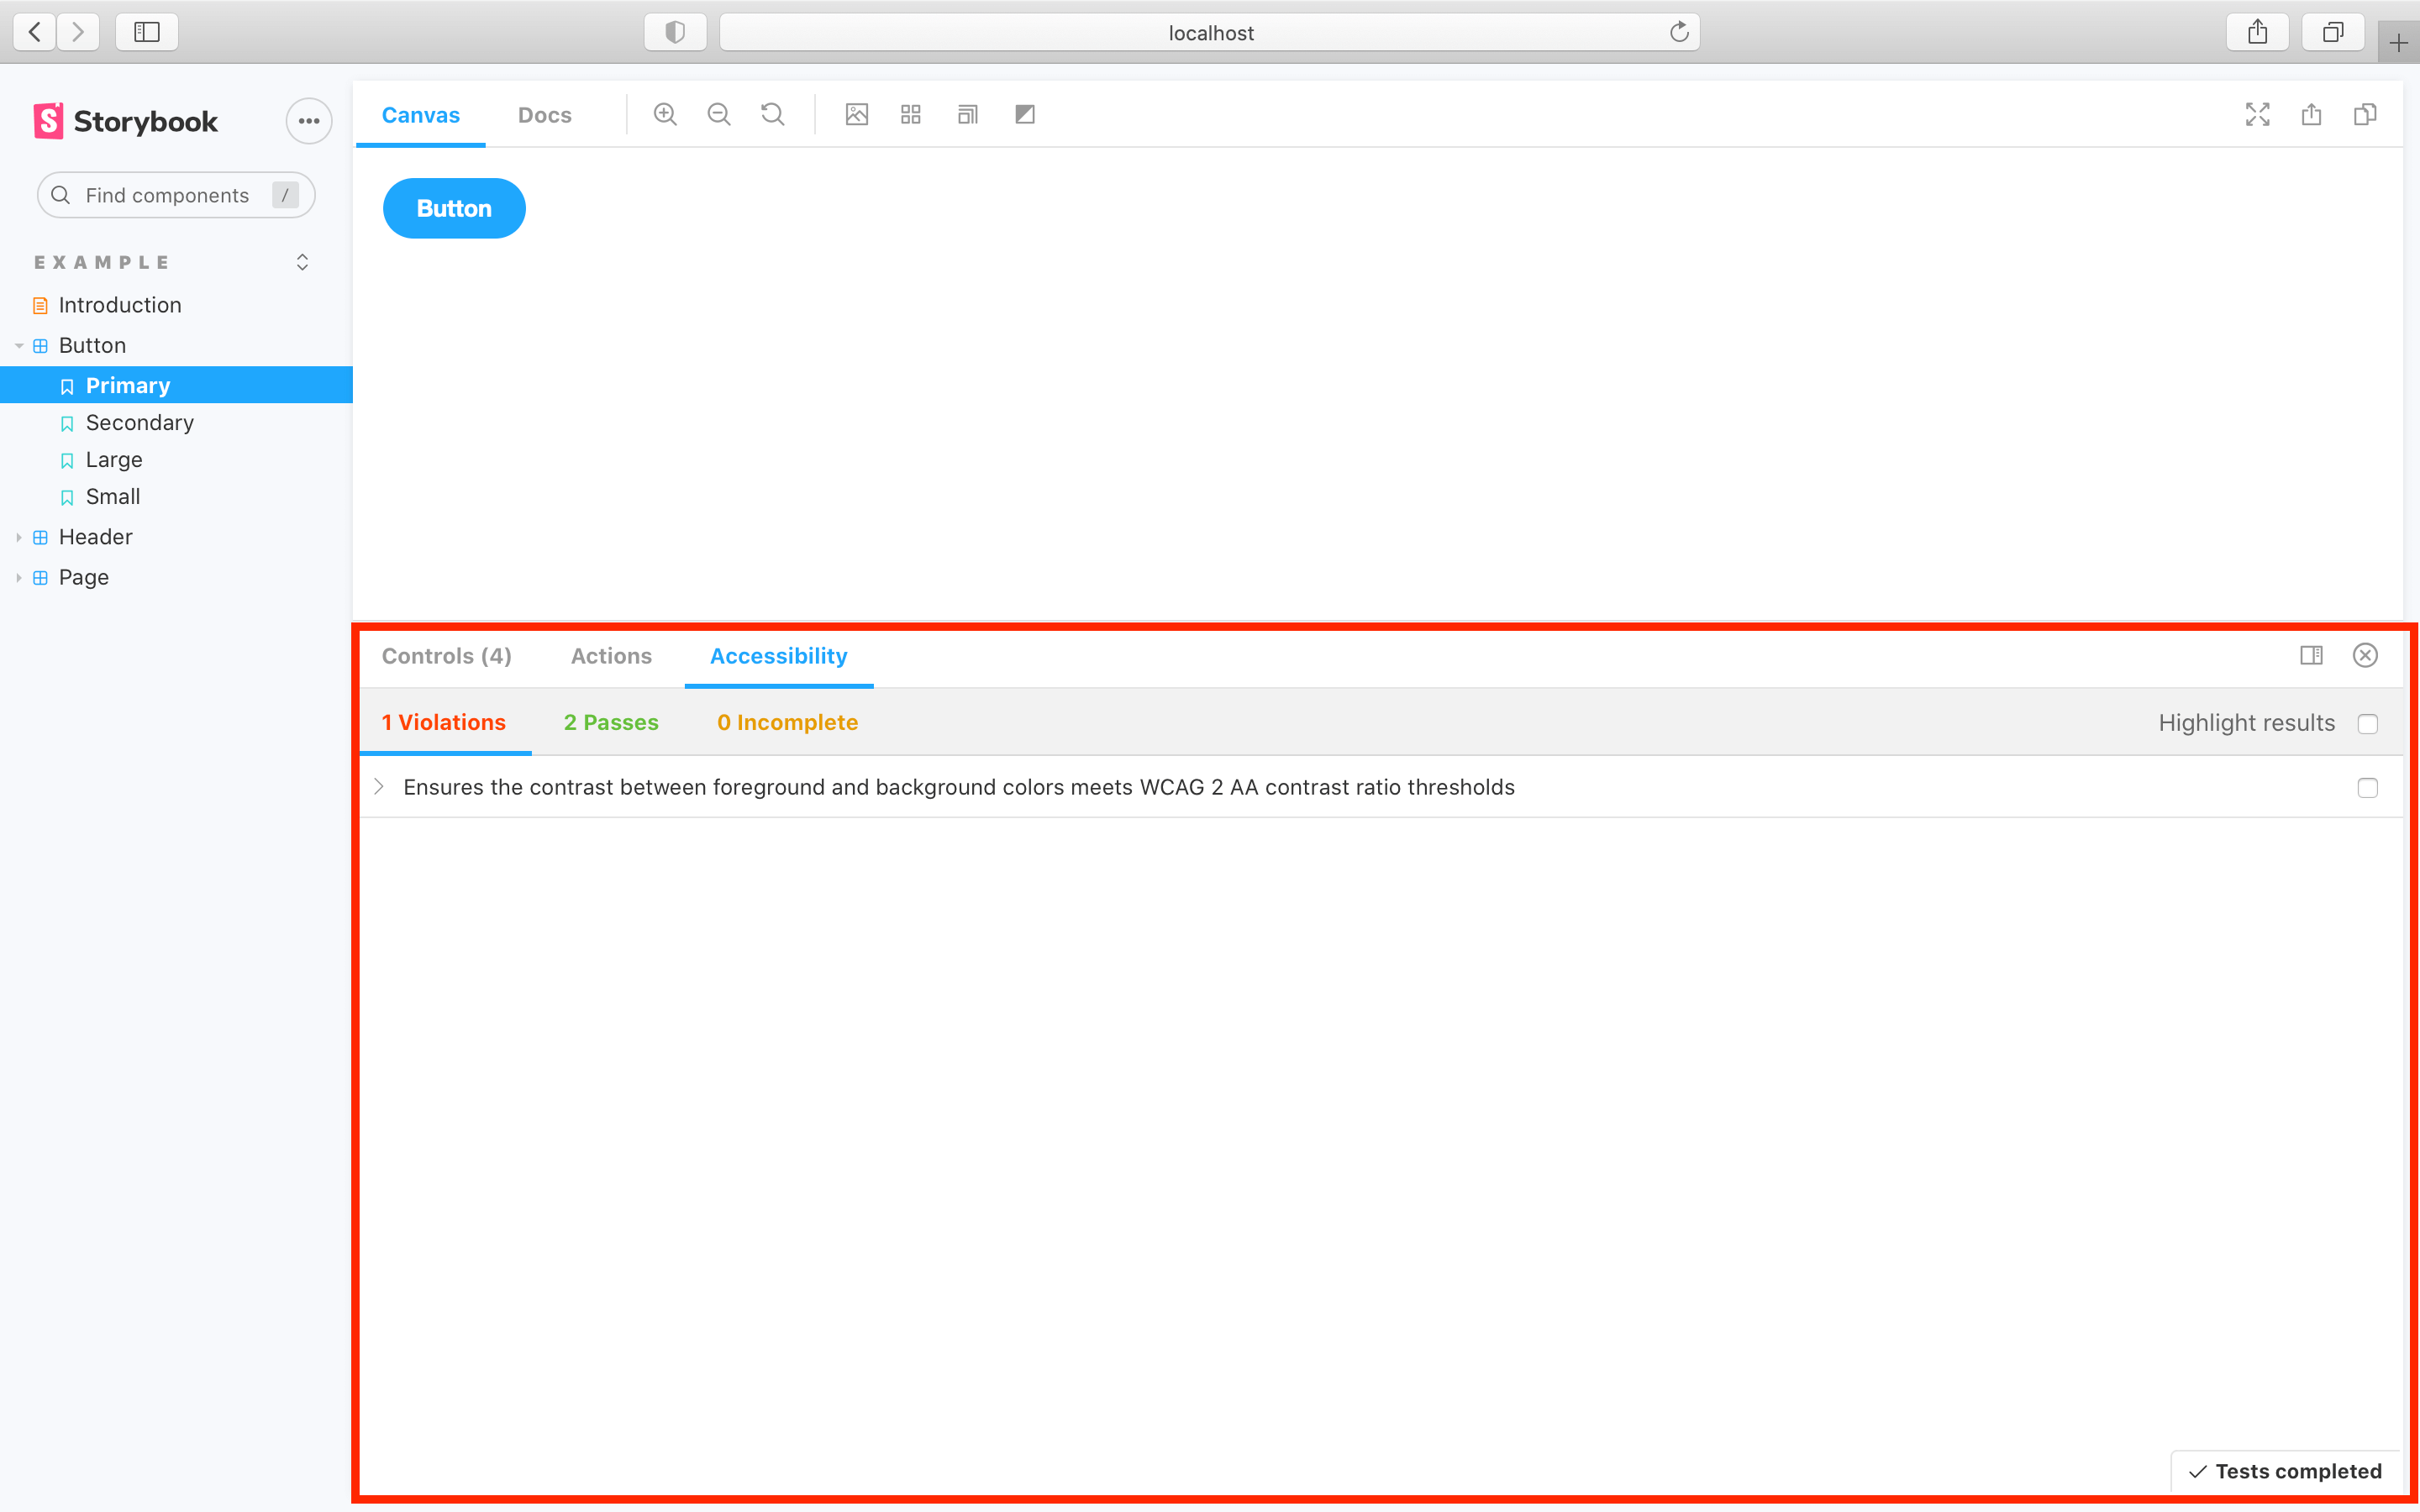 localhost
Storybook
Find components /
EXAMPLE
Introduction
Button
Primary
Secondary
Large
Small
Header
Page
Canvas Docs
Button
Controls (4) Actions Accessibility
1 Violations 2 Passes 0 Incomplete Highlight results
Ensures the contrast between foreground and background colors meets WCAG 2 AA contrast ratio thresholds
Tests completed